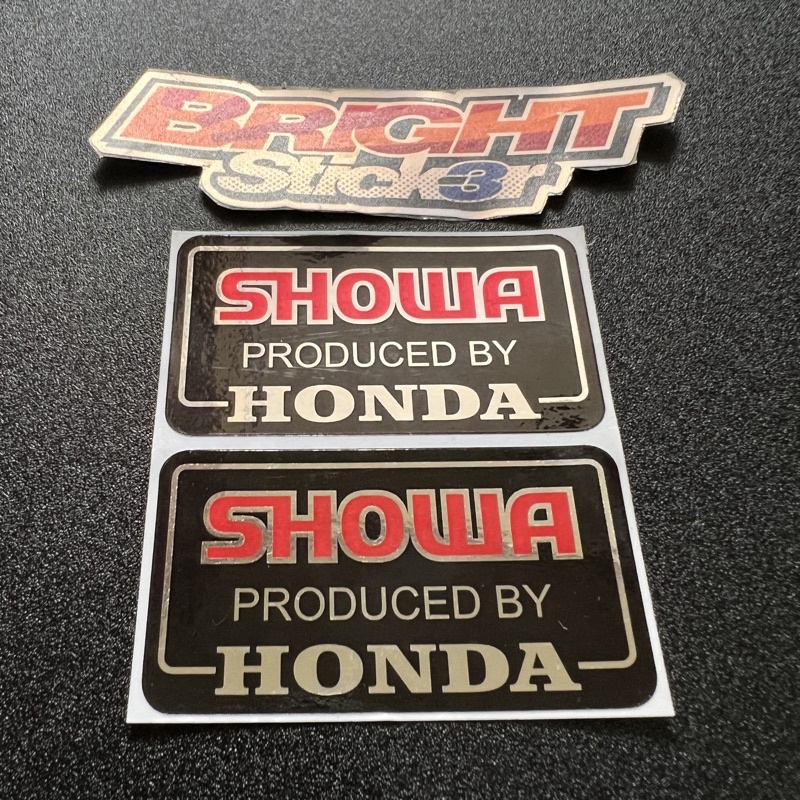 BRIGHT
Stick3r
SHOWA
PRODUCED BY
HONDA
SHOWA
PRODUCED BY
HONDA